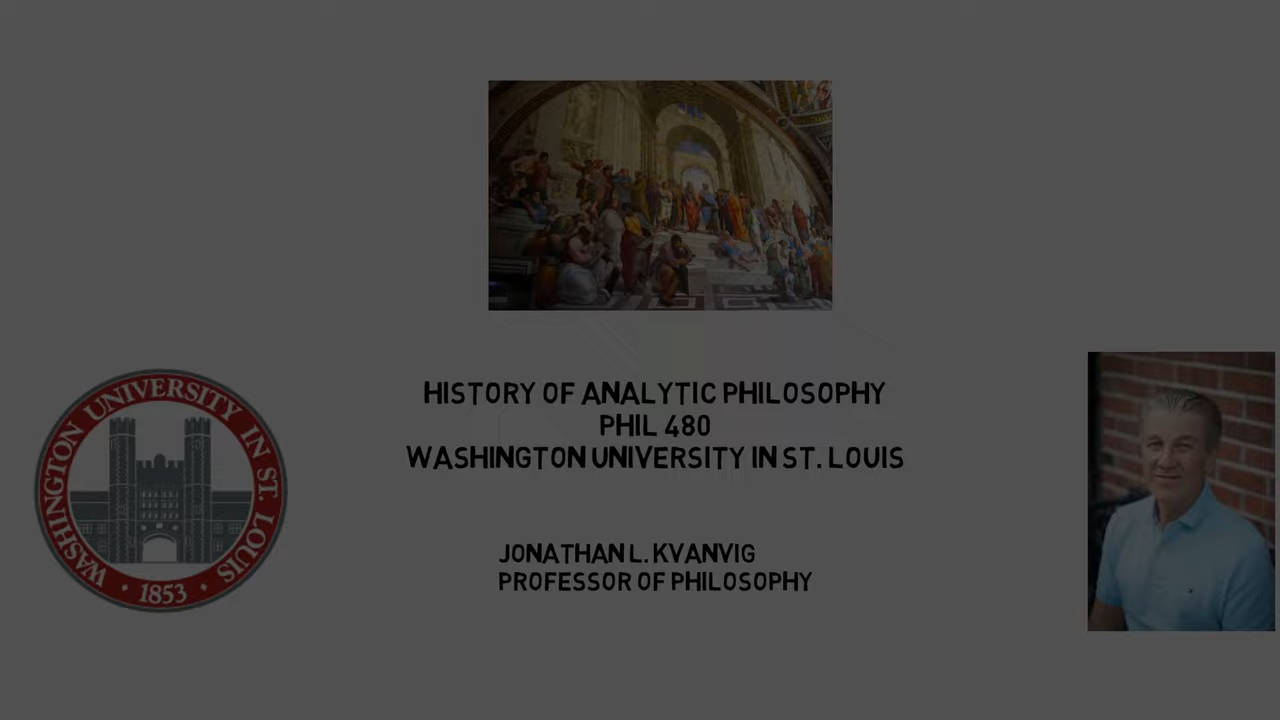 HISTORY OF ANALYTIC PHILOSOPHY
PHIL 480
WASHINGTON UNIVERSITY IN ST. LOUIS
WASHINGTON UNIVERSITY IN ST. LOUIS
· 1853 ·
JONATHAN L. KVANVIG
PROFESSOR OF PHILOSOPHY